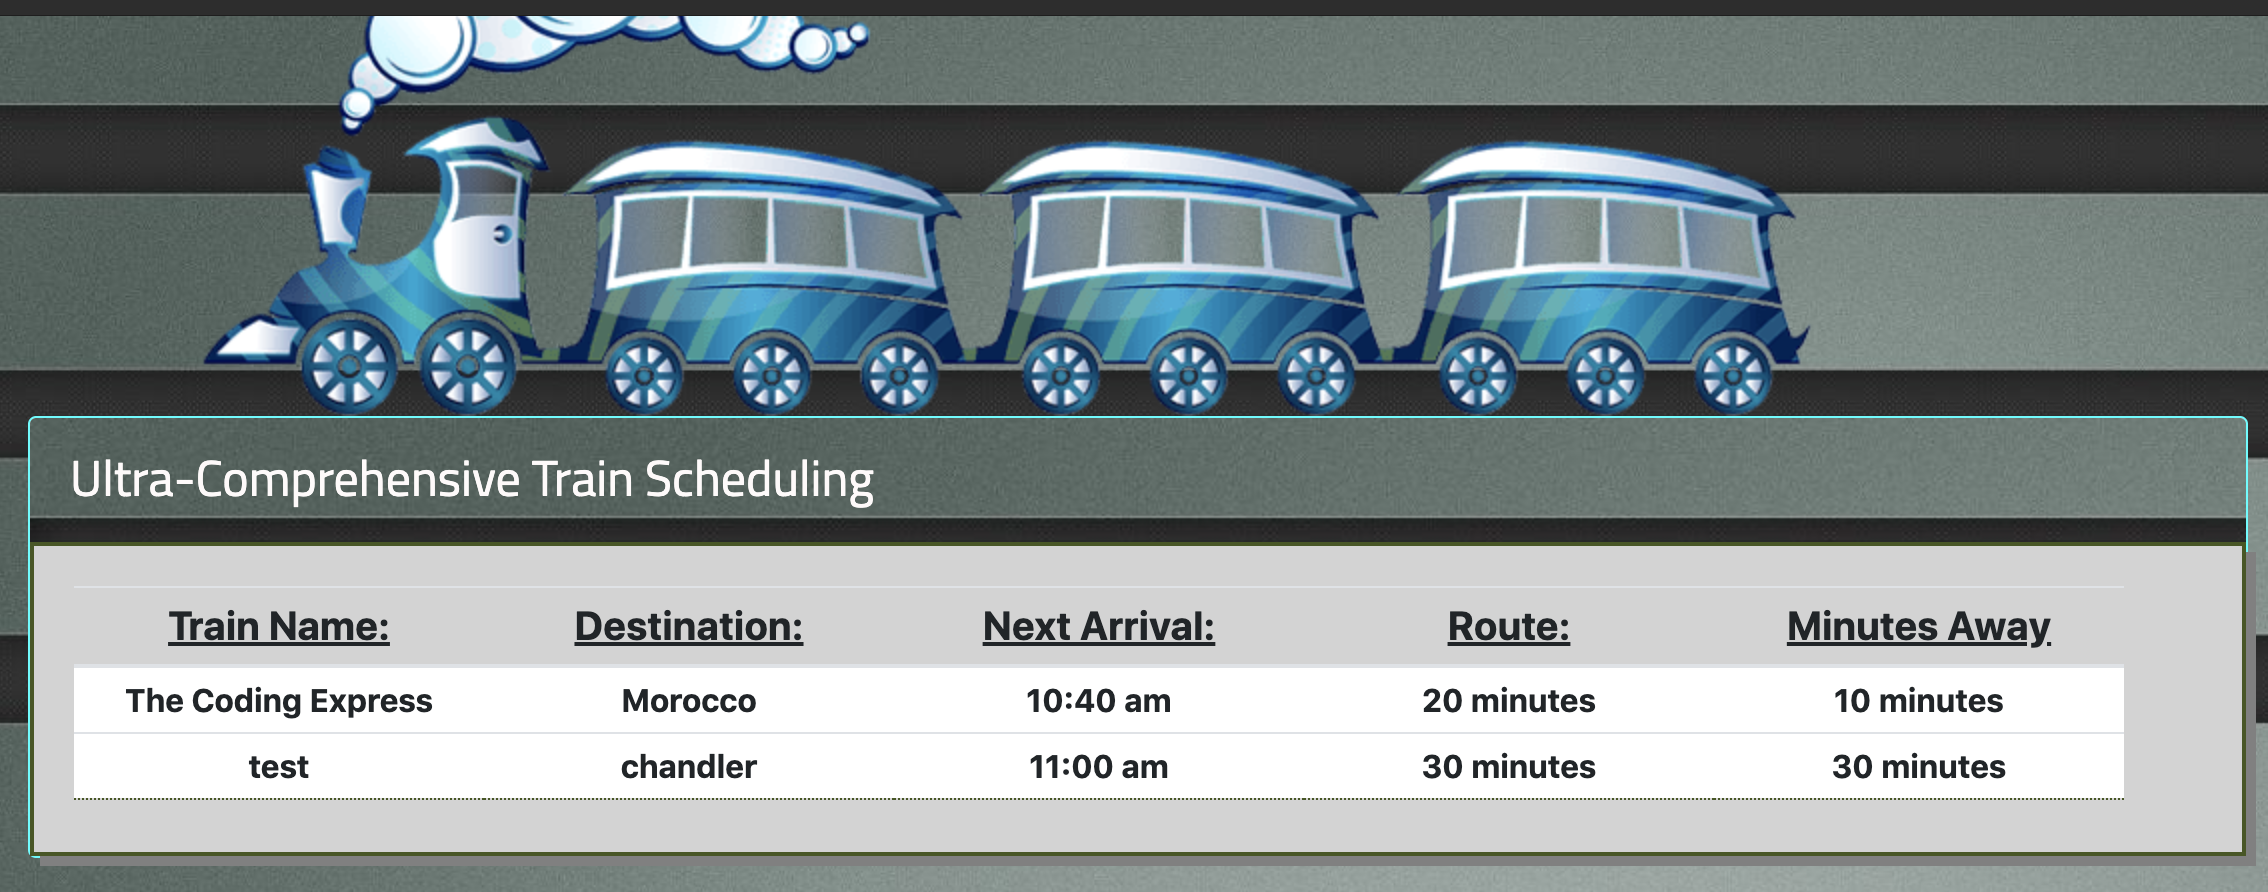 Ultra-Comprehensive Train Scheduling
Train Name: Destination: Next Arrival: Route: Minutes Away
The Coding Express Morocco 10:40 am 20 minutes 10 minutes
test chandler 11:00 am 30 minutes 30 minutes